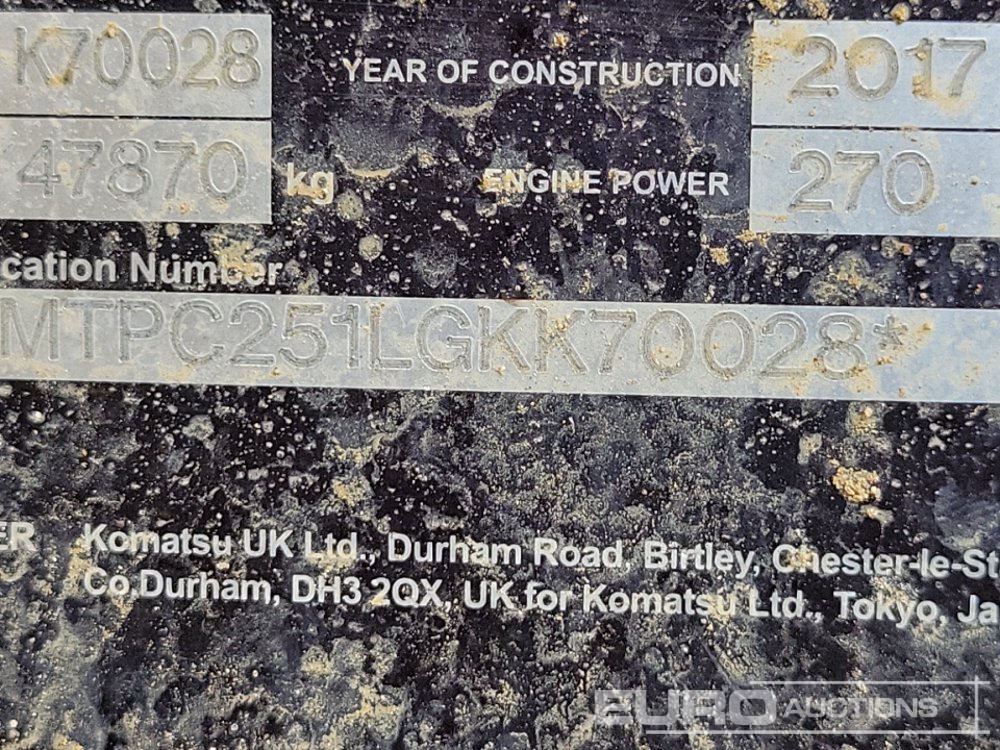 K70028 YEAR OF CONSTRUCTION 2017
47870 kg ENGINE POWER 270
cation Number
MTPC251LGKK70028*
ER Komatsu UK Ltd., Durham Road, Birtley, Chester-le-St
Co.Durham, DH3 2QX, UK for Komatsu Ltd., Tokyo, Ja
EURO AUCTIONS